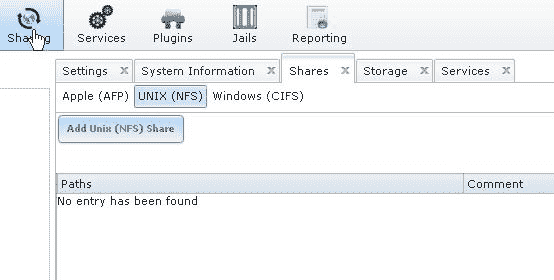 Sharing Services Plugins Jails Reporting
Settings X System Information X Shares X Storage X Services X
Apple (AFP) UNIX (NFS) Windows (CIFS)
Add Unix (NFS) Share
Paths Comment
No entry has been found